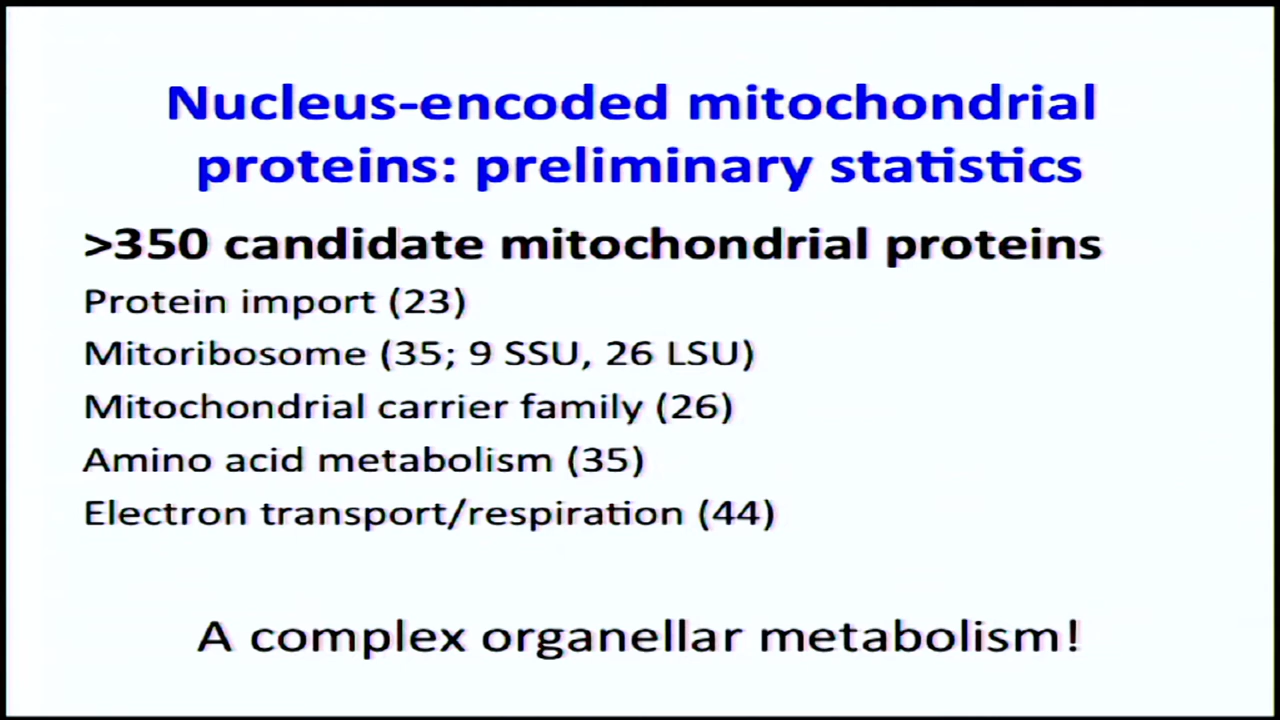 Nucleus-encoded mitochondrial
proteins: preliminary statistics
>350 candidate mitochondrial proteins
Protein import (23)
Mitoribosome (35; 9 SSU, 26 LSU)
Mitochondrial carrier family (26)
Amino acid metabolism (35)
Electron transport/respiration (44)
A complex organellar metabolism!